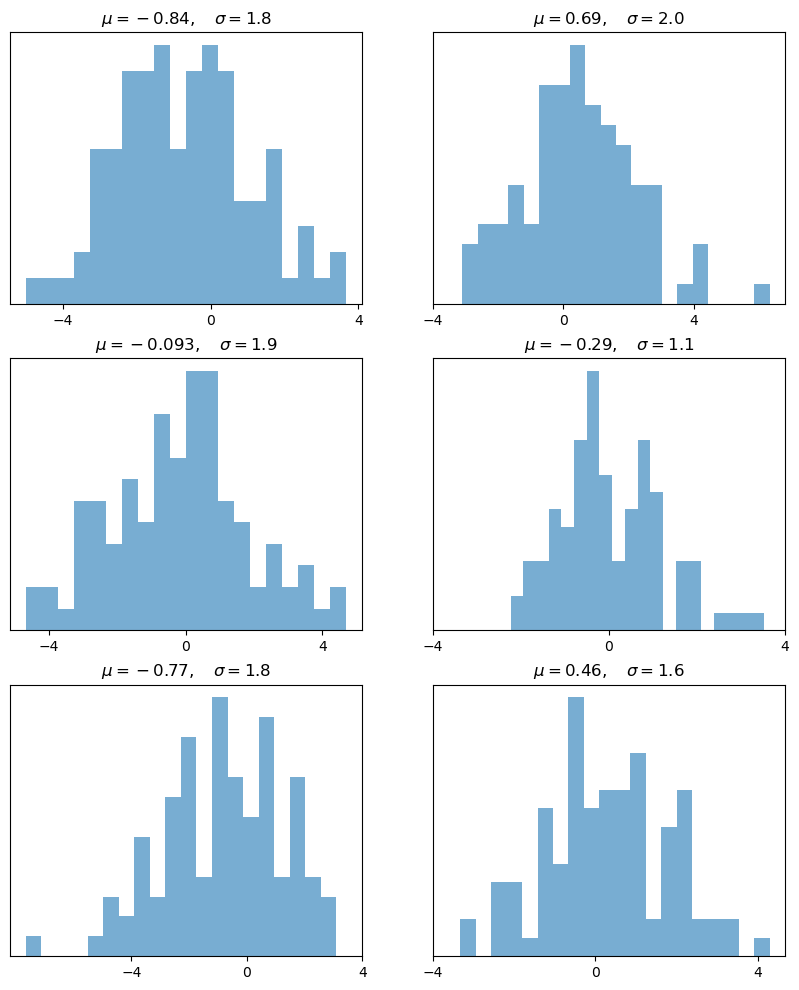 μ = −0.84,   σ = 1.8
μ = 0.69,   σ = 2.0
−4 0 4
−4 0 4
μ = −0.093,   σ = 1.9
μ = −0.29,   σ = 1.1
−4 0 4
−4 0 4
μ = −0.77,   σ = 1.8
μ = 0.46,   σ = 1.6
−4 0 4
−4 0 4